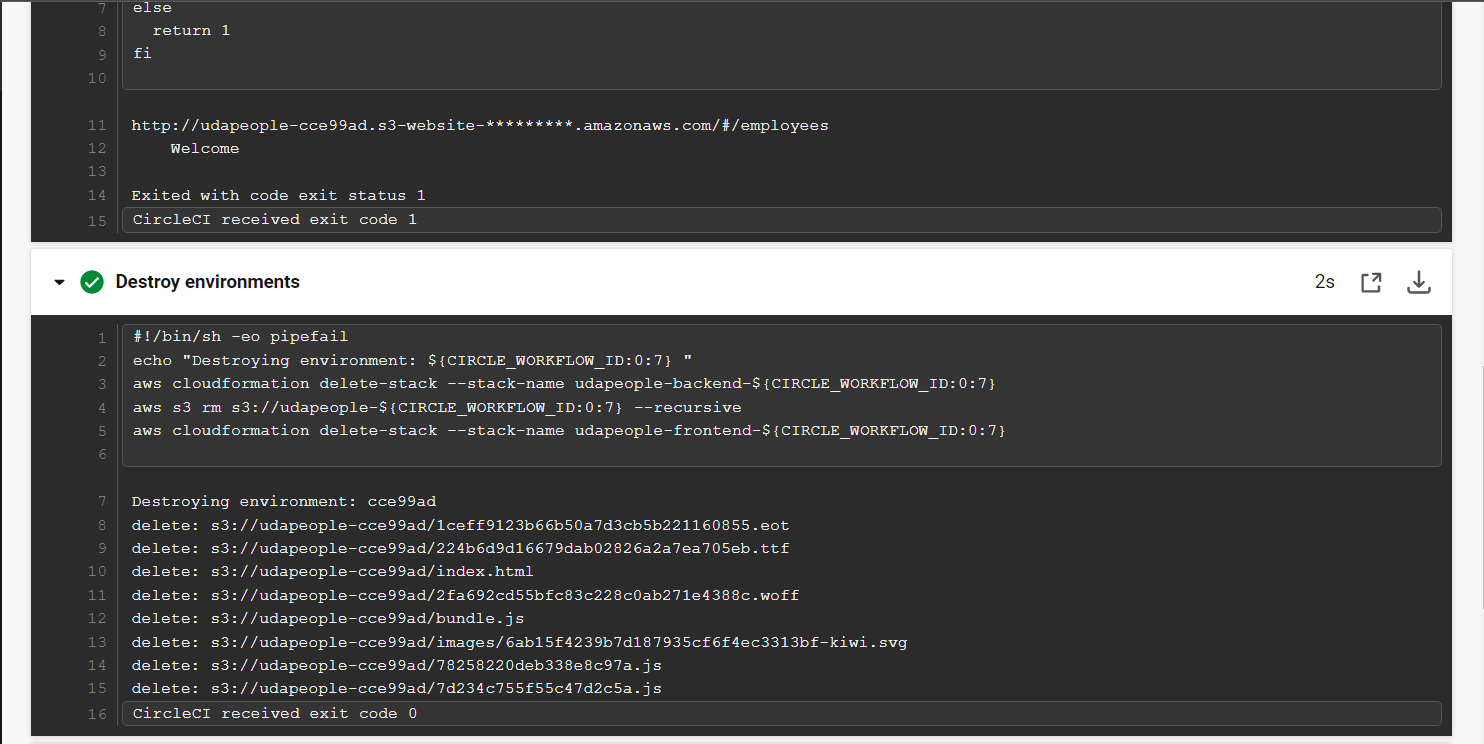 7 else
8 return 1
9 fi
10
11 http://udapeople-cce99ad.s3-website-*********.amazonaws.com/#/employees
12 Welcome
13
14 Exited with code exit status 1
15 CircleCI received exit code 1
Destroy environments 2s
1 #!/bin/sh -eo pipefail
2 echo "Destroying environment: ${CIRCLE_WORKFLOW_ID:0:7} "
3 aws cloudformation delete-stack --stack-name udapeople-backend-${CIRCLE_WORKFLOW_ID:0:7}
4 aws s3 rm s3://udapeople-${CIRCLE_WORKFLOW_ID:0:7} --recursive
5 aws cloudformation delete-stack --stack-name udapeople-frontend-${CIRCLE_WORKFLOW_ID:0:7}
6
7 Destroying environment: cce99ad
8 delete: s3://udapeople-cce99ad/1ceff9123b66b50a7d3cb5b221160855.eot
9 delete: s3://udapeople-cce99ad/224b6d9d16679dab02826a2a7ea705eb.ttf
10 delete: s3://udapeople-cce99ad/index.html
11 delete: s3://udapeople-cce99ad/2fa692cd55bfc83c228c0ab271e4388c.woff
12 delete: s3://udapeople-cce99ad/bundle.js
13 delete: s3://udapeople-cce99ad/images/6ab15f4239b7d187935cf6f4ec3313bf-kiwi.svg
14 delete: s3://udapeople-cce99ad/78258220deb338e8c97a.js
15 delete: s3://udapeople-cce99ad/7d234c755f55c47d2c5a.js
16 CircleCI received exit code 0